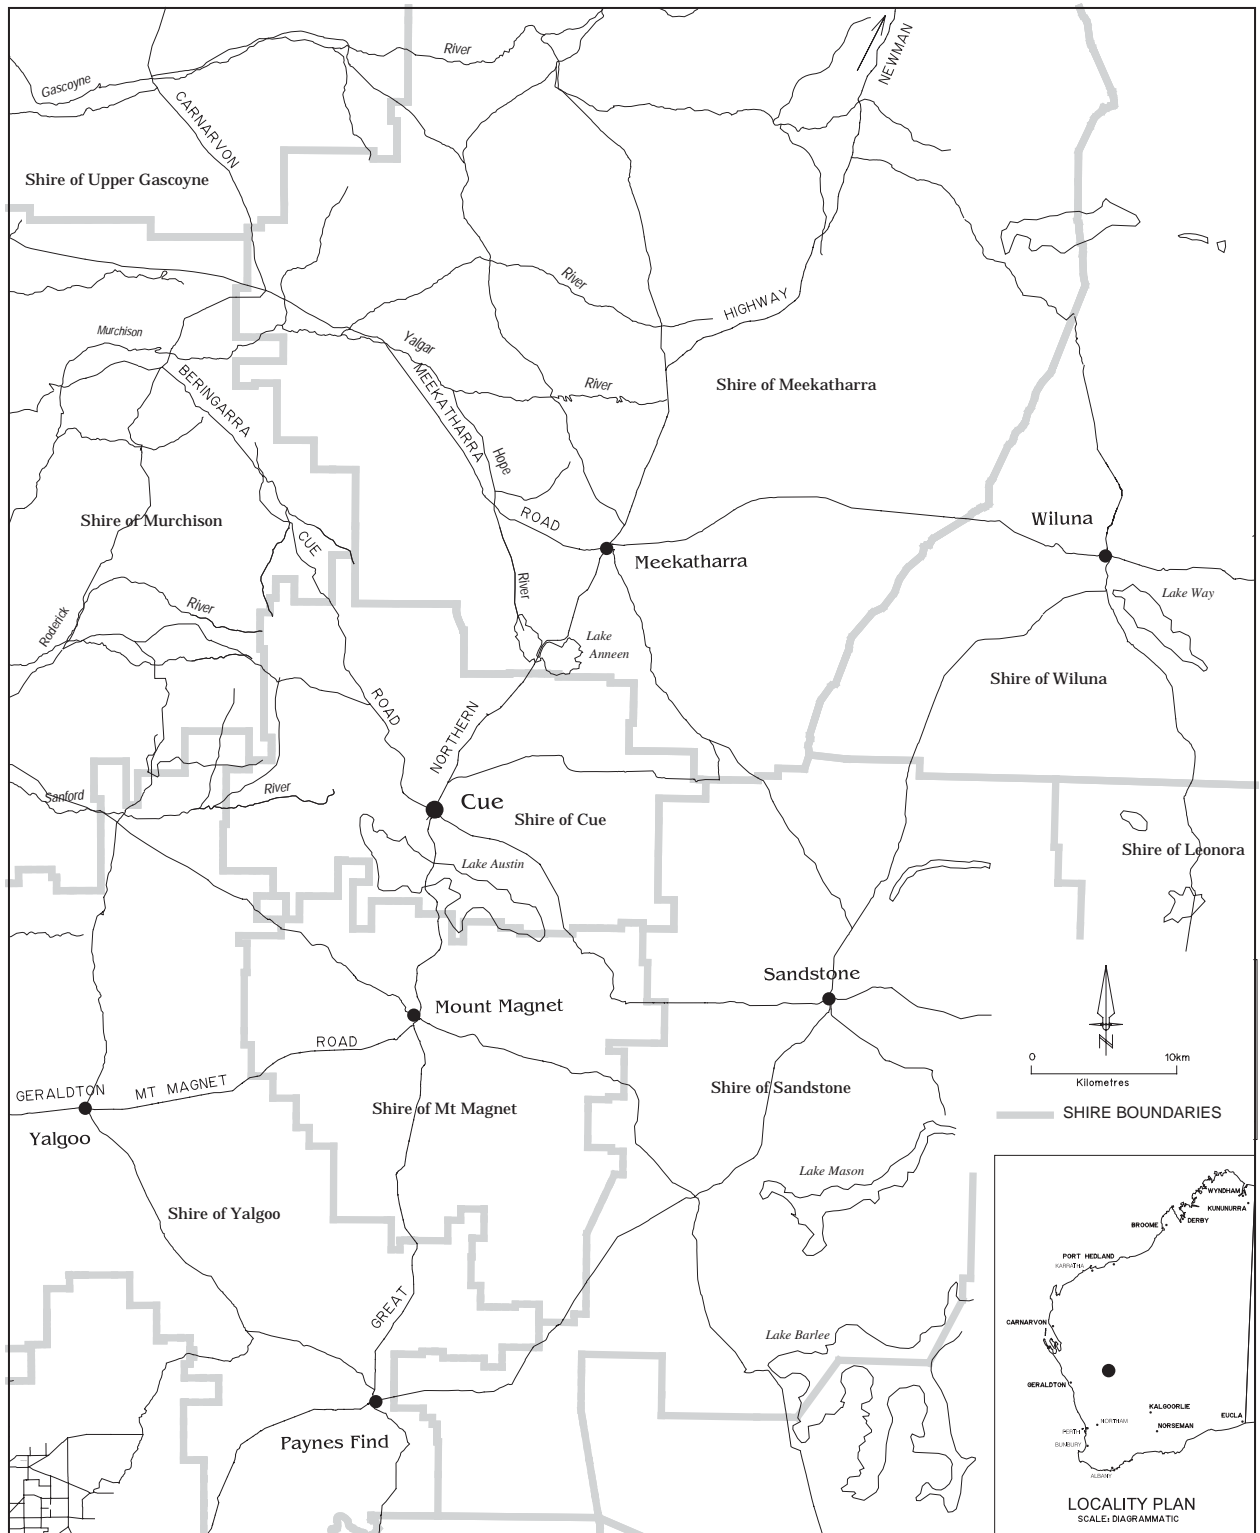 NEWMAN
River
Gascoyne
CARNARVON
Shire of Upper Gascoyne
River
HIGHWAY
Murchison
Yalgar
BERINGARRA
MEEKATHARRA
River
Shire of Meekatharra
Hope
ROAD
Wiluna
Shire of Murchison
CUE
Meekatharra
River
Lake Way
River
Roderick
Lake
Anneen
Shire of Wiluna
ROAD
NORTHERN
Sanford
River
Cue
Shire of Cue
Shire of Leonora
Lake Austin
Sandstone
Mount Magnet
N
ROAD
0
10km
Kilometres
GERALDTON
MT MAGNET
Shire of Sandstone
Shire of Mt Magnet
SHIRE BOUNDARIES
Yalgoo
Lake Mason
Shire of Yalgoo
WYNDHAM
KUNUNURRA
DERBY
BROOME
PORT HEDLAND
KARRATHA
GREAT
CARNARVON
Lake Barlee
GERALDTON
KALGOORLIE
EUCLA
NORTHAM
NORSEMAN
PERTH
BUNBURY
Paynes Find
ALBANY
LOCALITY PLAN
SCALE: DIAGRAMMATIC